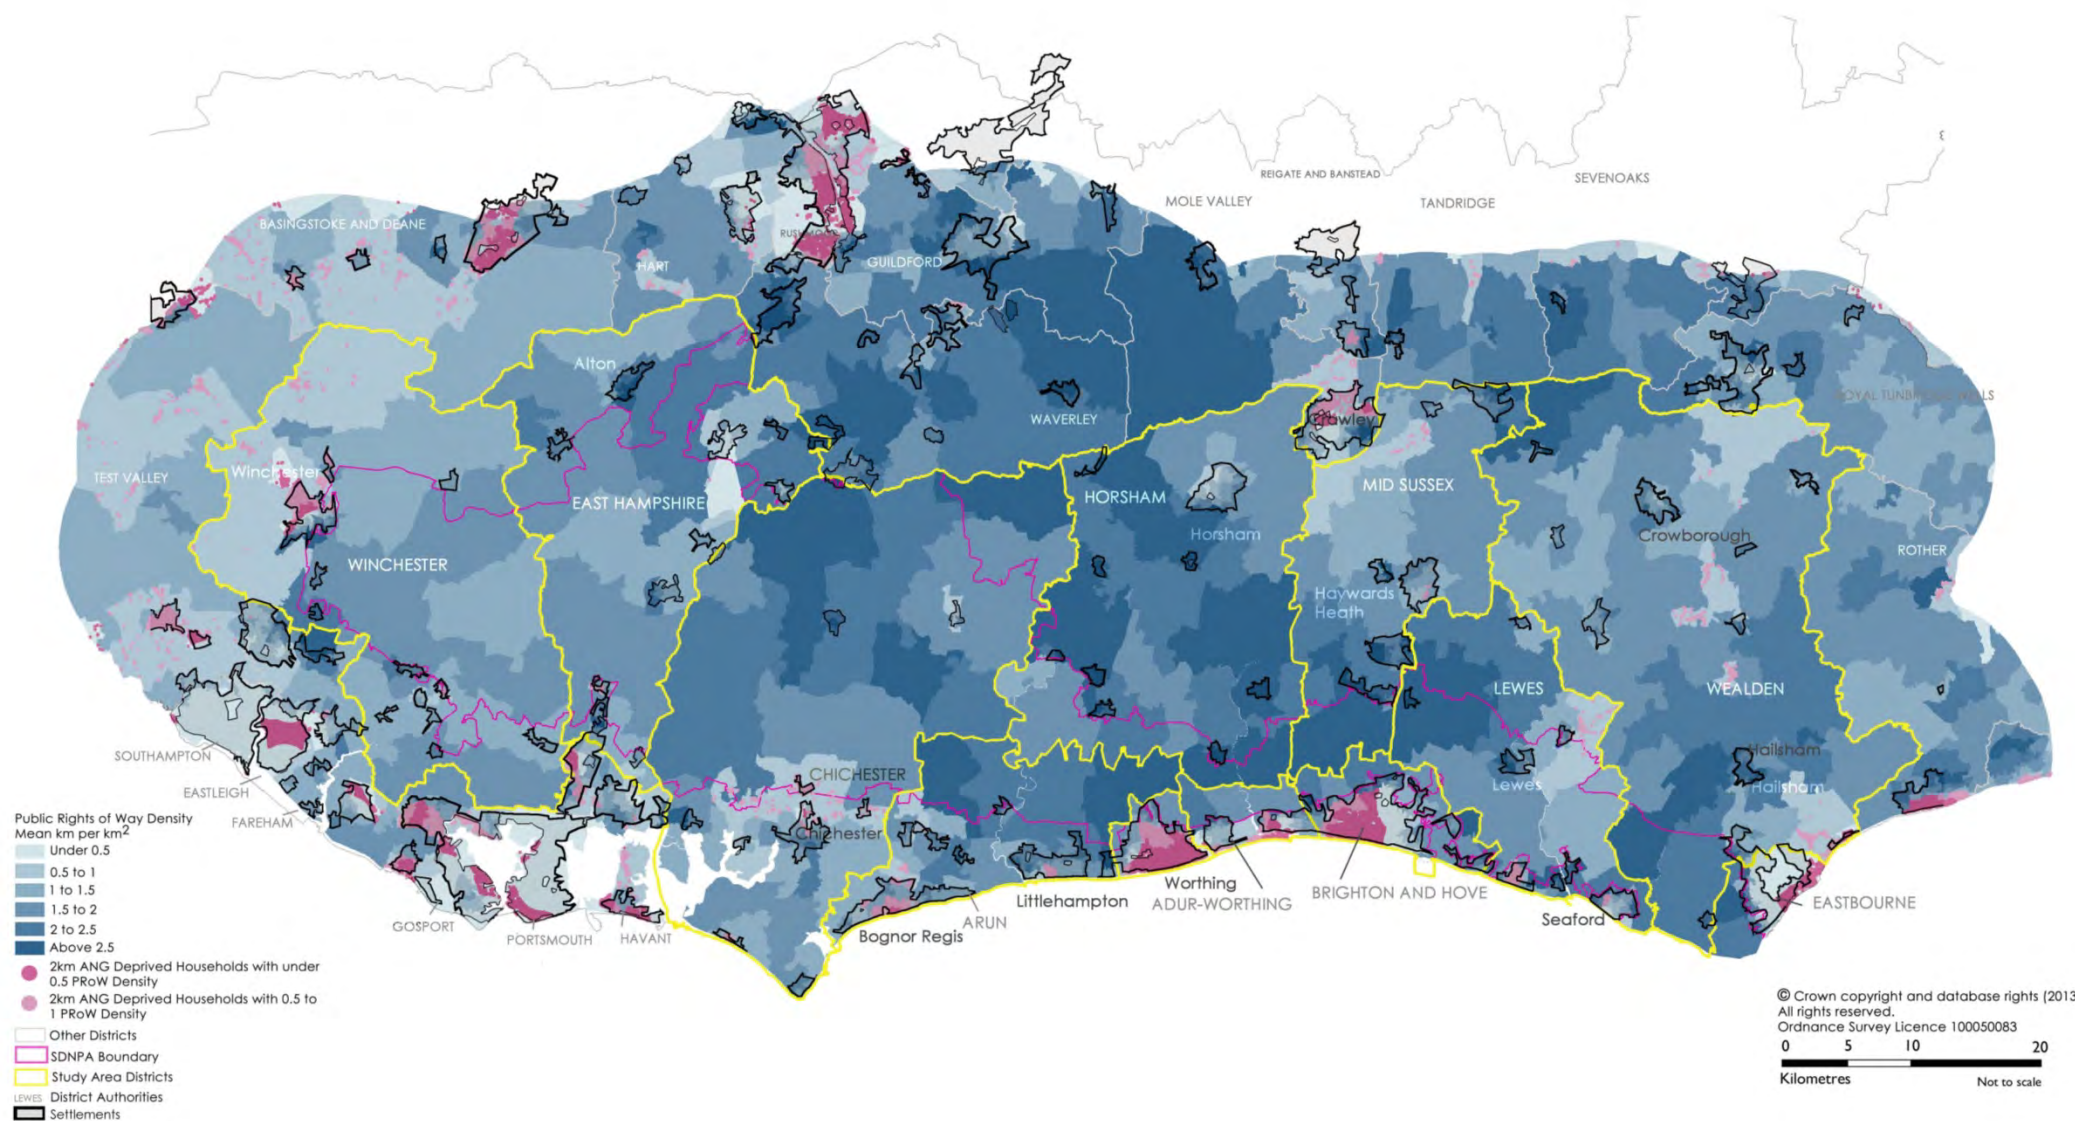 REIGATE AND BANSTEAD
SEVENOAKS
MOLE VALLEY
TANDRIDGE
BASINGSTOKE AND DEANE
RUSHMOOR
GUILDFORD
HART
Alton
ROYAL TUNBRIDGE WELLS
WAVERLEY
Crawley
Winchester
TEST VALLEY
EAST HAMPSHIRE
HORSHAM
MID SUSSEX
Horsham
Crowborough
ROTHER
WINCHESTER
Haywards
Heath
LEWES
WEALDEN
SOUTHAMPTON
Hailsham
CHICHESTER
Lewes
Hailsham
EASTLEIGH
FAREHAM
Chichester
Worthing
BRIGHTON AND HOVE
Littlehampton
ADUR-WORTHING
EASTBOURNE
Seaford
GOSPORT
PORTSMOUTH
HAVANT
Bognor Regis
ARUN
Public Rights of Way Density
Mean km per km2
Under 0.5
0.5 to 1
1 to 1.5
1.5 to 2
2 to 2.5
Above 2.5
2km ANG Deprived Households with under
0.5 PRoW Density
2km ANG Deprived Households with 0.5 to
1 PRoW Density
Other Districts
SDNPA Boundary
Study Area Districts
LEWES District Authorities
Settlements
© Crown copyright and database rights (2013
All rights reserved.
Ordnance Survey Licence 100050083
0 5 10 20
Kilometres
Not to scale